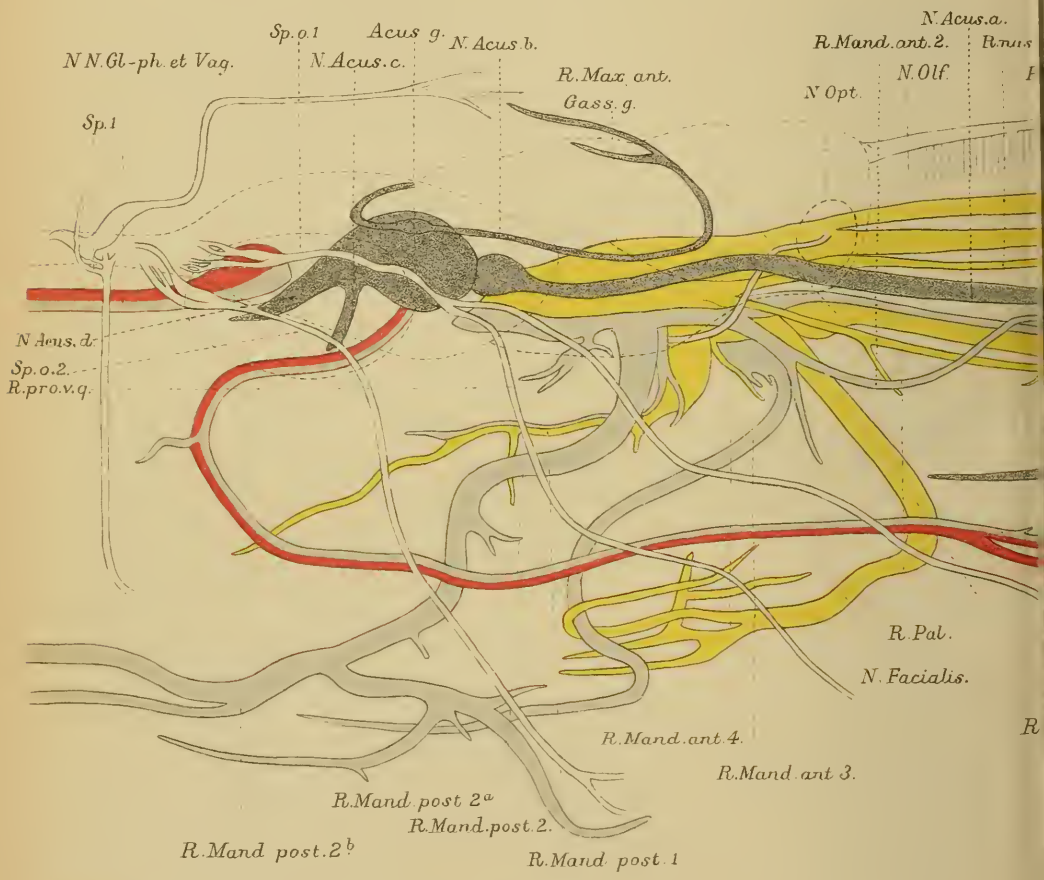 N.Acus.a.
Sp.o.1 Acus g. N.Acus.b. R.Mand.ant.2.
N N.Gl-ph. et Vag. N.Acus.c. R.Max ant. N.Olf.
Gass. g. N Opt.
Sp.1
N Acus. d.
Sp.o.2.
R.pro.v.q.
R.Pal.
N. Facialis.
R
R.Mand.ant.4.
R.Mand.ant 3.
R.Mand post 2a
R.Mand.post.2.
R.Mand post.2b
R.Mand post.1